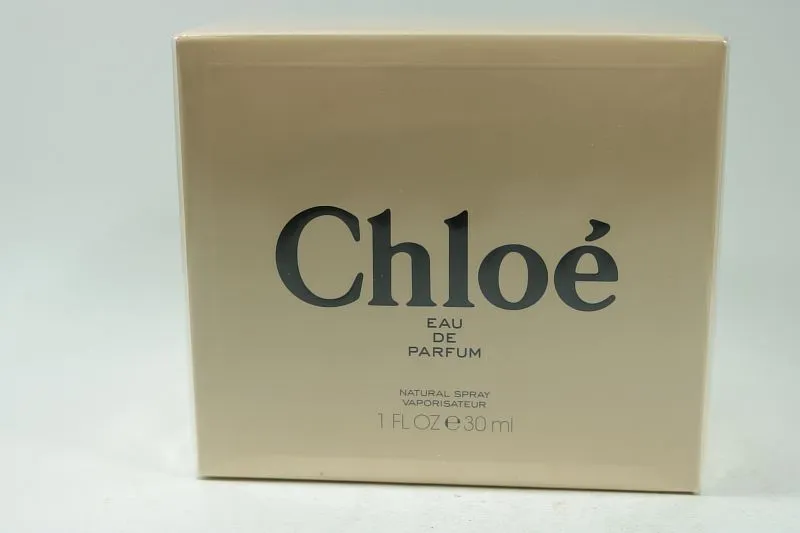 Chloé
EAU
DE
PARFUM
NATURAL SPRAY
VAPORISATEUR
1 FL OZ ℮ 30 ml